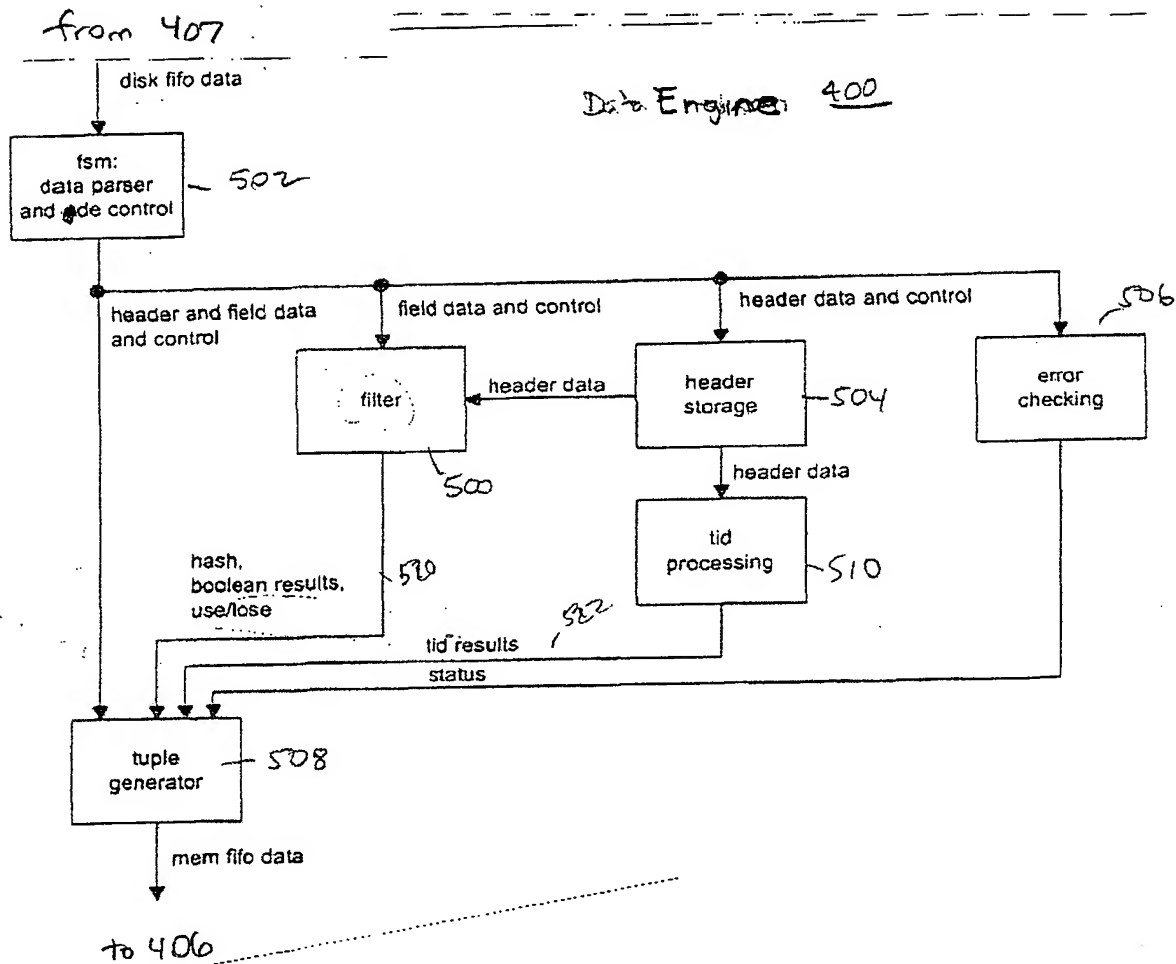 from 407
disk fifo data
Data Engine 400
fsm:
data parser
and de control
502
header and field data
and control
field data and control
header data and control
506
filter
header data
header
storage
504
error
checking
500
header data
tid
processing
510
hash,
boolean results,
use/lose
520
522
tid results
status
tuple
generator
508
mem fifo data
to 406